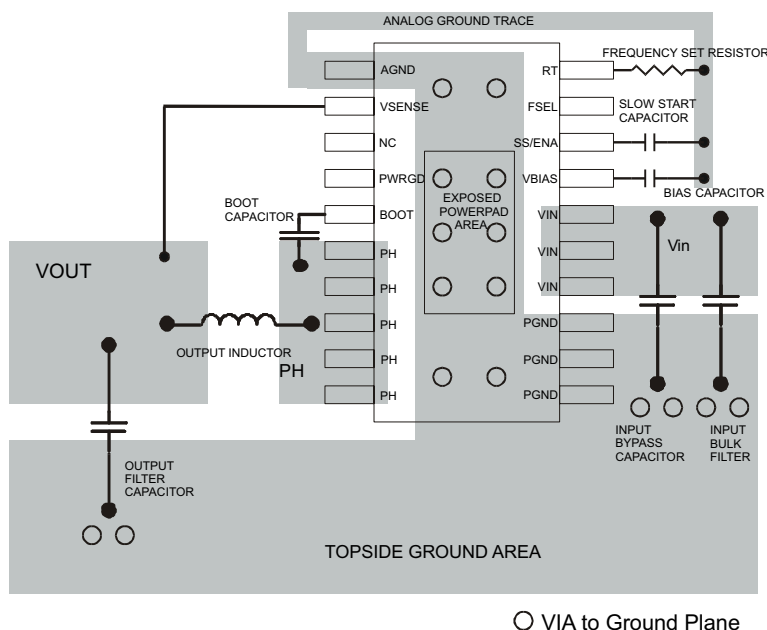 ANALOG GROUND TRACE
AGND
RT
FREQUENCY SET RESISTOR
VSENSE
FSEL
SLOW START
CAPACITOR
NC
SS/ENA
PWRGD
VBIAS
BIAS CAPACITOR
BOOT
CAPACITOR
BOOT
EXPOSED
POWERPAD
AREA
VIN
Vin
PH
VIN
VOUT
PH
VIN
PH
PGND
OUTPUT INDUCTOR
PH
PH
PGND
PH
PGND
INPUT
BYPASS
CAPACITOR
INPUT
BULK
FILTER
OUTPUT
FILTER
CAPACITOR
TOPSIDE GROUND AREA
VIA to Ground Plane